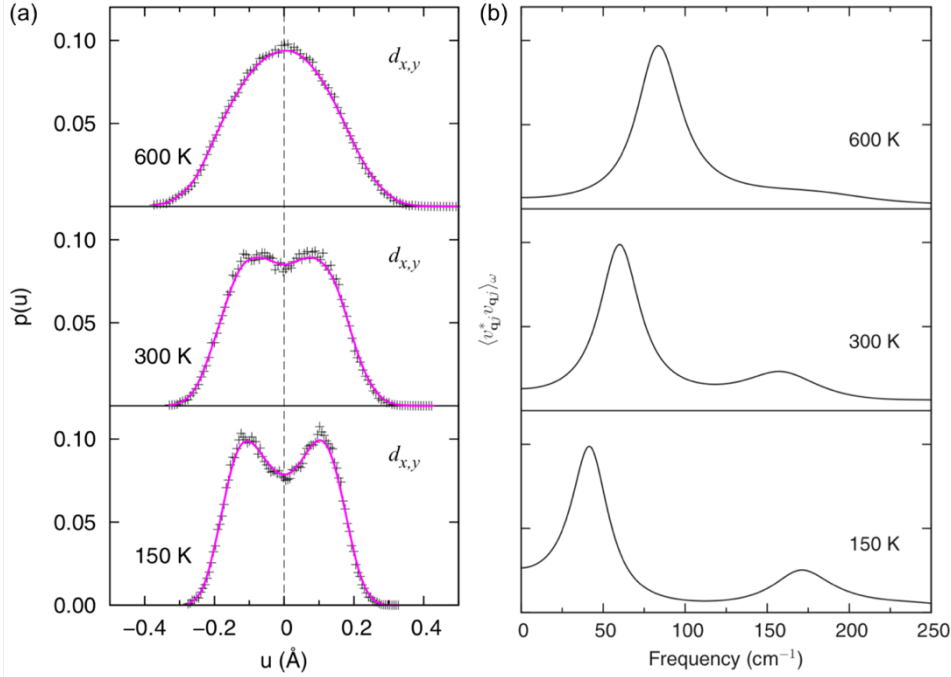 (a)
0.10
d_{x,y}
0.05
600 K
0.10
d_{x,y}
p(u)
0.05
300 K
0.10
d_{x,y}
0.05
150 K
0.00
−0.4 −0.2 0 0.2 0.4
u (Å)
(b)
600 K
⟨v*_{qj} v_{qj}⟩_ω
300 K
150 K
0 50 100 150 200 250
Frequency (cm⁻¹)